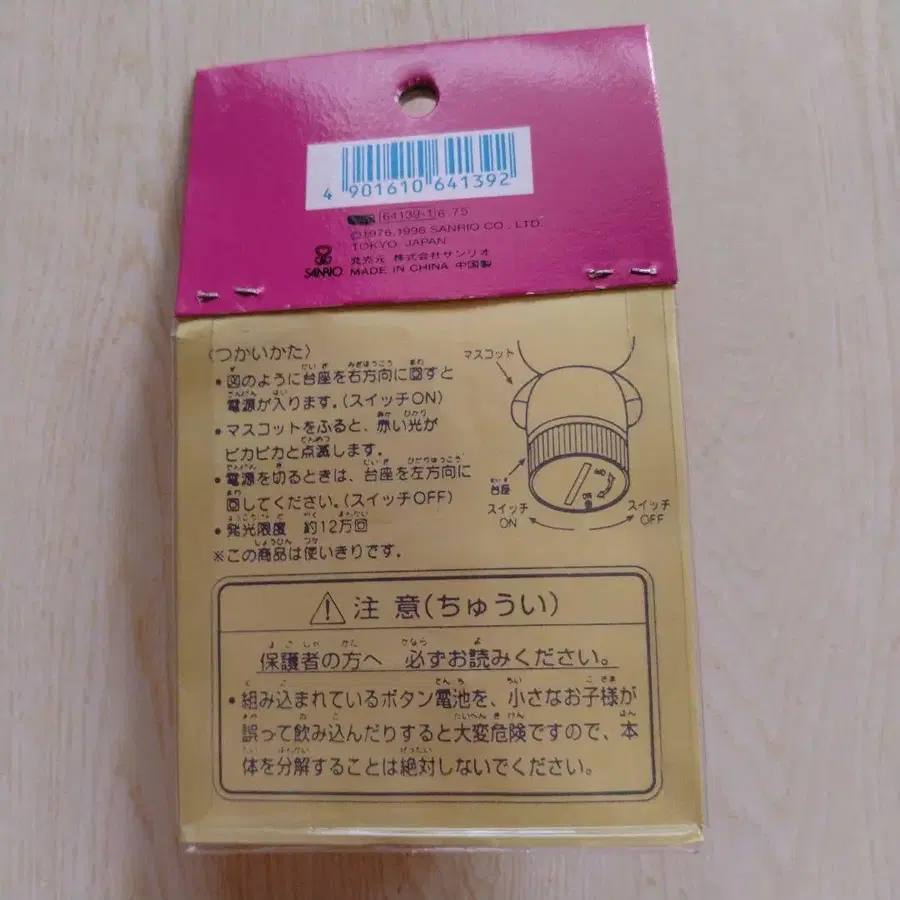 4 901610 641392
64139-1 6 75
©1976,1996 SANRIO CO., LTD.
TOKYO, JAPAN
発売元 株式会社サンリオ
SANRIO
MADE IN CHINA 中国製
〈つかいかた〉
• 図のように台座を右方向に回すと
電源が入ります。(スイッチON)
• マスコットをふると、赤い光が
ピカピカと点滅します。
• 電源を切るときは、台座を左方向に
回してください。(スイッチOFF)
• 発光限度 約12万回
※この商品は使いきりです.
マスコット
台座
スイッチ
ON
スイッチ
OFF
注 意(ちゅうい)
保護者の方へ 必ずお読みください。
• 組み込まれているボタン電池を、小さなお子様が
誤って飲み込んだりすると大変危険ですので、本
体を分解することは絶対しないでください。